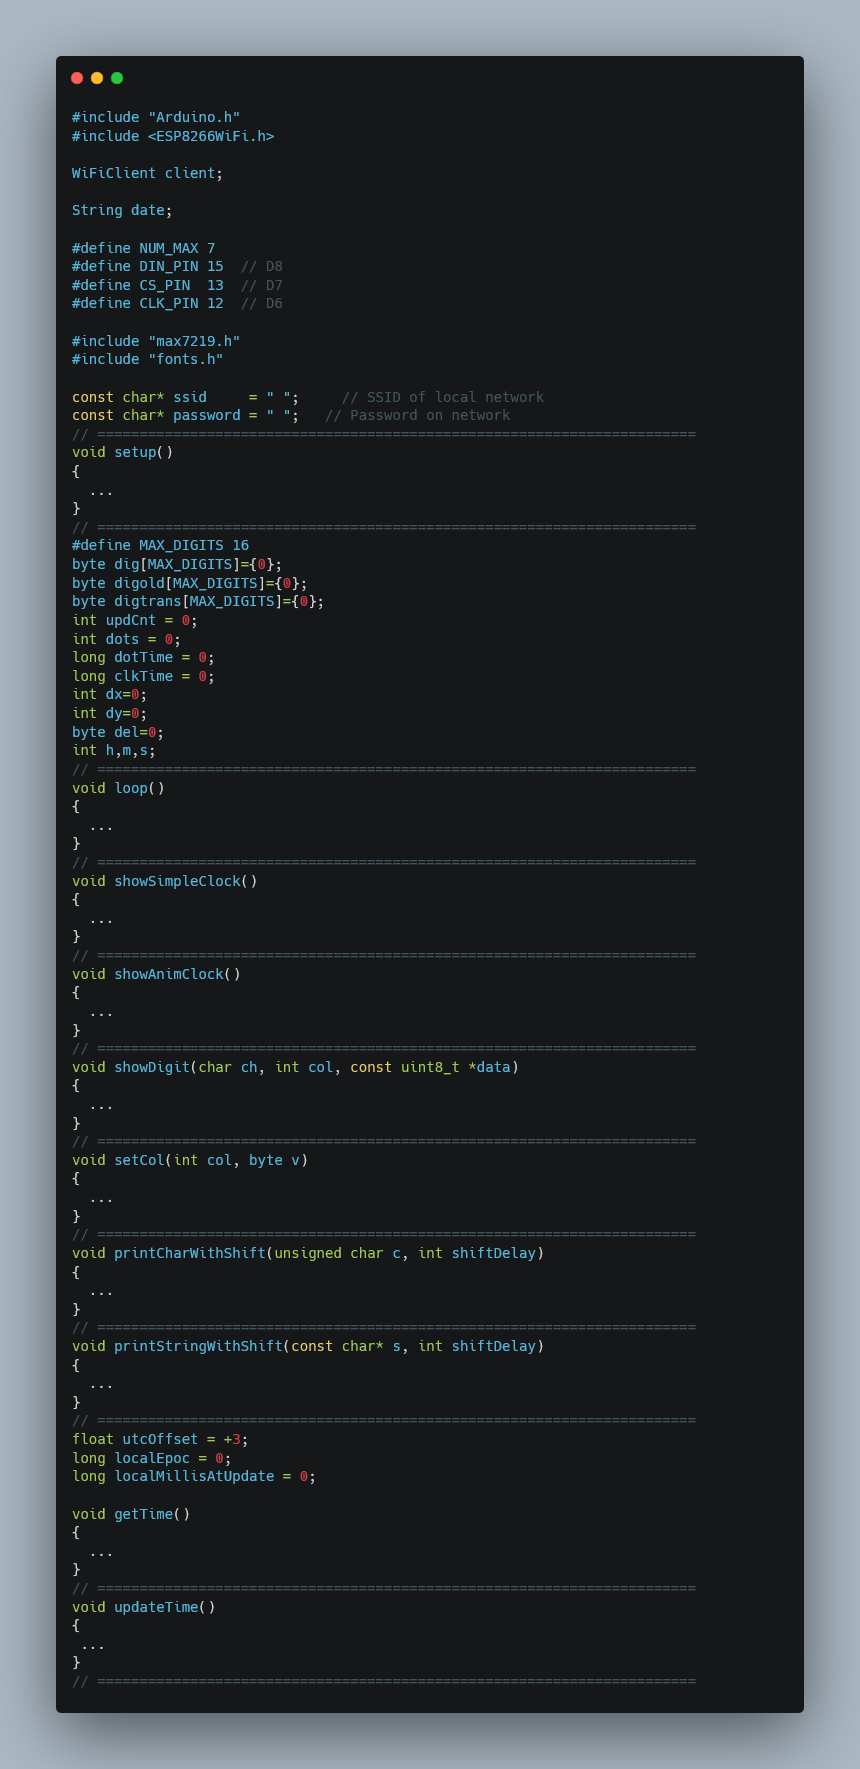 #include "Arduino.h"
#include <ESP8266WiFi.h>
WiFiClient client;
String date;
#define NUM_MAX 7
#define DIN_PIN 15  // D8
#define CS_PIN  13  // D7
#define CLK_PIN 12  // D6
#include "max7219.h"
#include "fonts.h"
const char* ssid     = " ";     // SSID of local network
const char* password = " ";   // Password on network
// =======================================================================
void setup()
{
  ...
}
// =======================================================================
#define MAX_DIGITS 16
byte dig[MAX_DIGITS]={0};
byte digold[MAX_DIGITS]={0};
byte digtrans[MAX_DIGITS]={0};
int updCnt = 0;
int dots = 0;
long dotTime = 0;
long clkTime = 0;
int dx=0;
int dy=0;
byte del=0;
int h,m,s;
// =======================================================================
void loop()
{
  ...
}
// =======================================================================
void showSimpleClock()
{
  ...
}
// =======================================================================
void showAnimClock()
{
  ...
}
// =======================================================================
void showDigit(char ch, int col, const uint8_t *data)
{
  ...
}
// =======================================================================
void setCol(int col, byte v)
{
  ...
}
// =======================================================================
void printCharWithShift(unsigned char c, int shiftDelay)
{
  ...
}
// =======================================================================
void printStringWithShift(const char* s, int shiftDelay)
{
  ...
}
// =======================================================================
float utcOffset = +3;
long localEpoc = 0;
long localMillisAtUpdate = 0;
void getTime()
{
  ...
}
// =======================================================================
void updateTime()
{
 ...
}
// =======================================================================